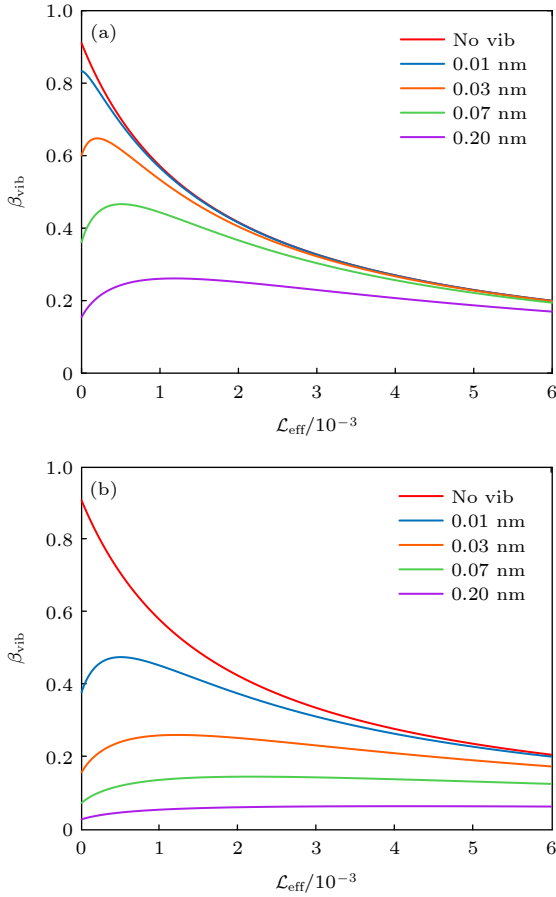 (a)
No vib
0.01 nm
0.03 nm
0.07 nm
0.20 nm
1.0
0.8
0.6
0.4
0.2
0
β_vib
0 1 2 3 4 5 6
ℒ_eff/10⁻³
(b)
No vib
0.01 nm
0.03 nm
0.07 nm
0.20 nm
1.0
0.8
0.6
0.4
0.2
0
β_vib
0 1 2 3 4 5 6
ℒ_eff/10⁻³